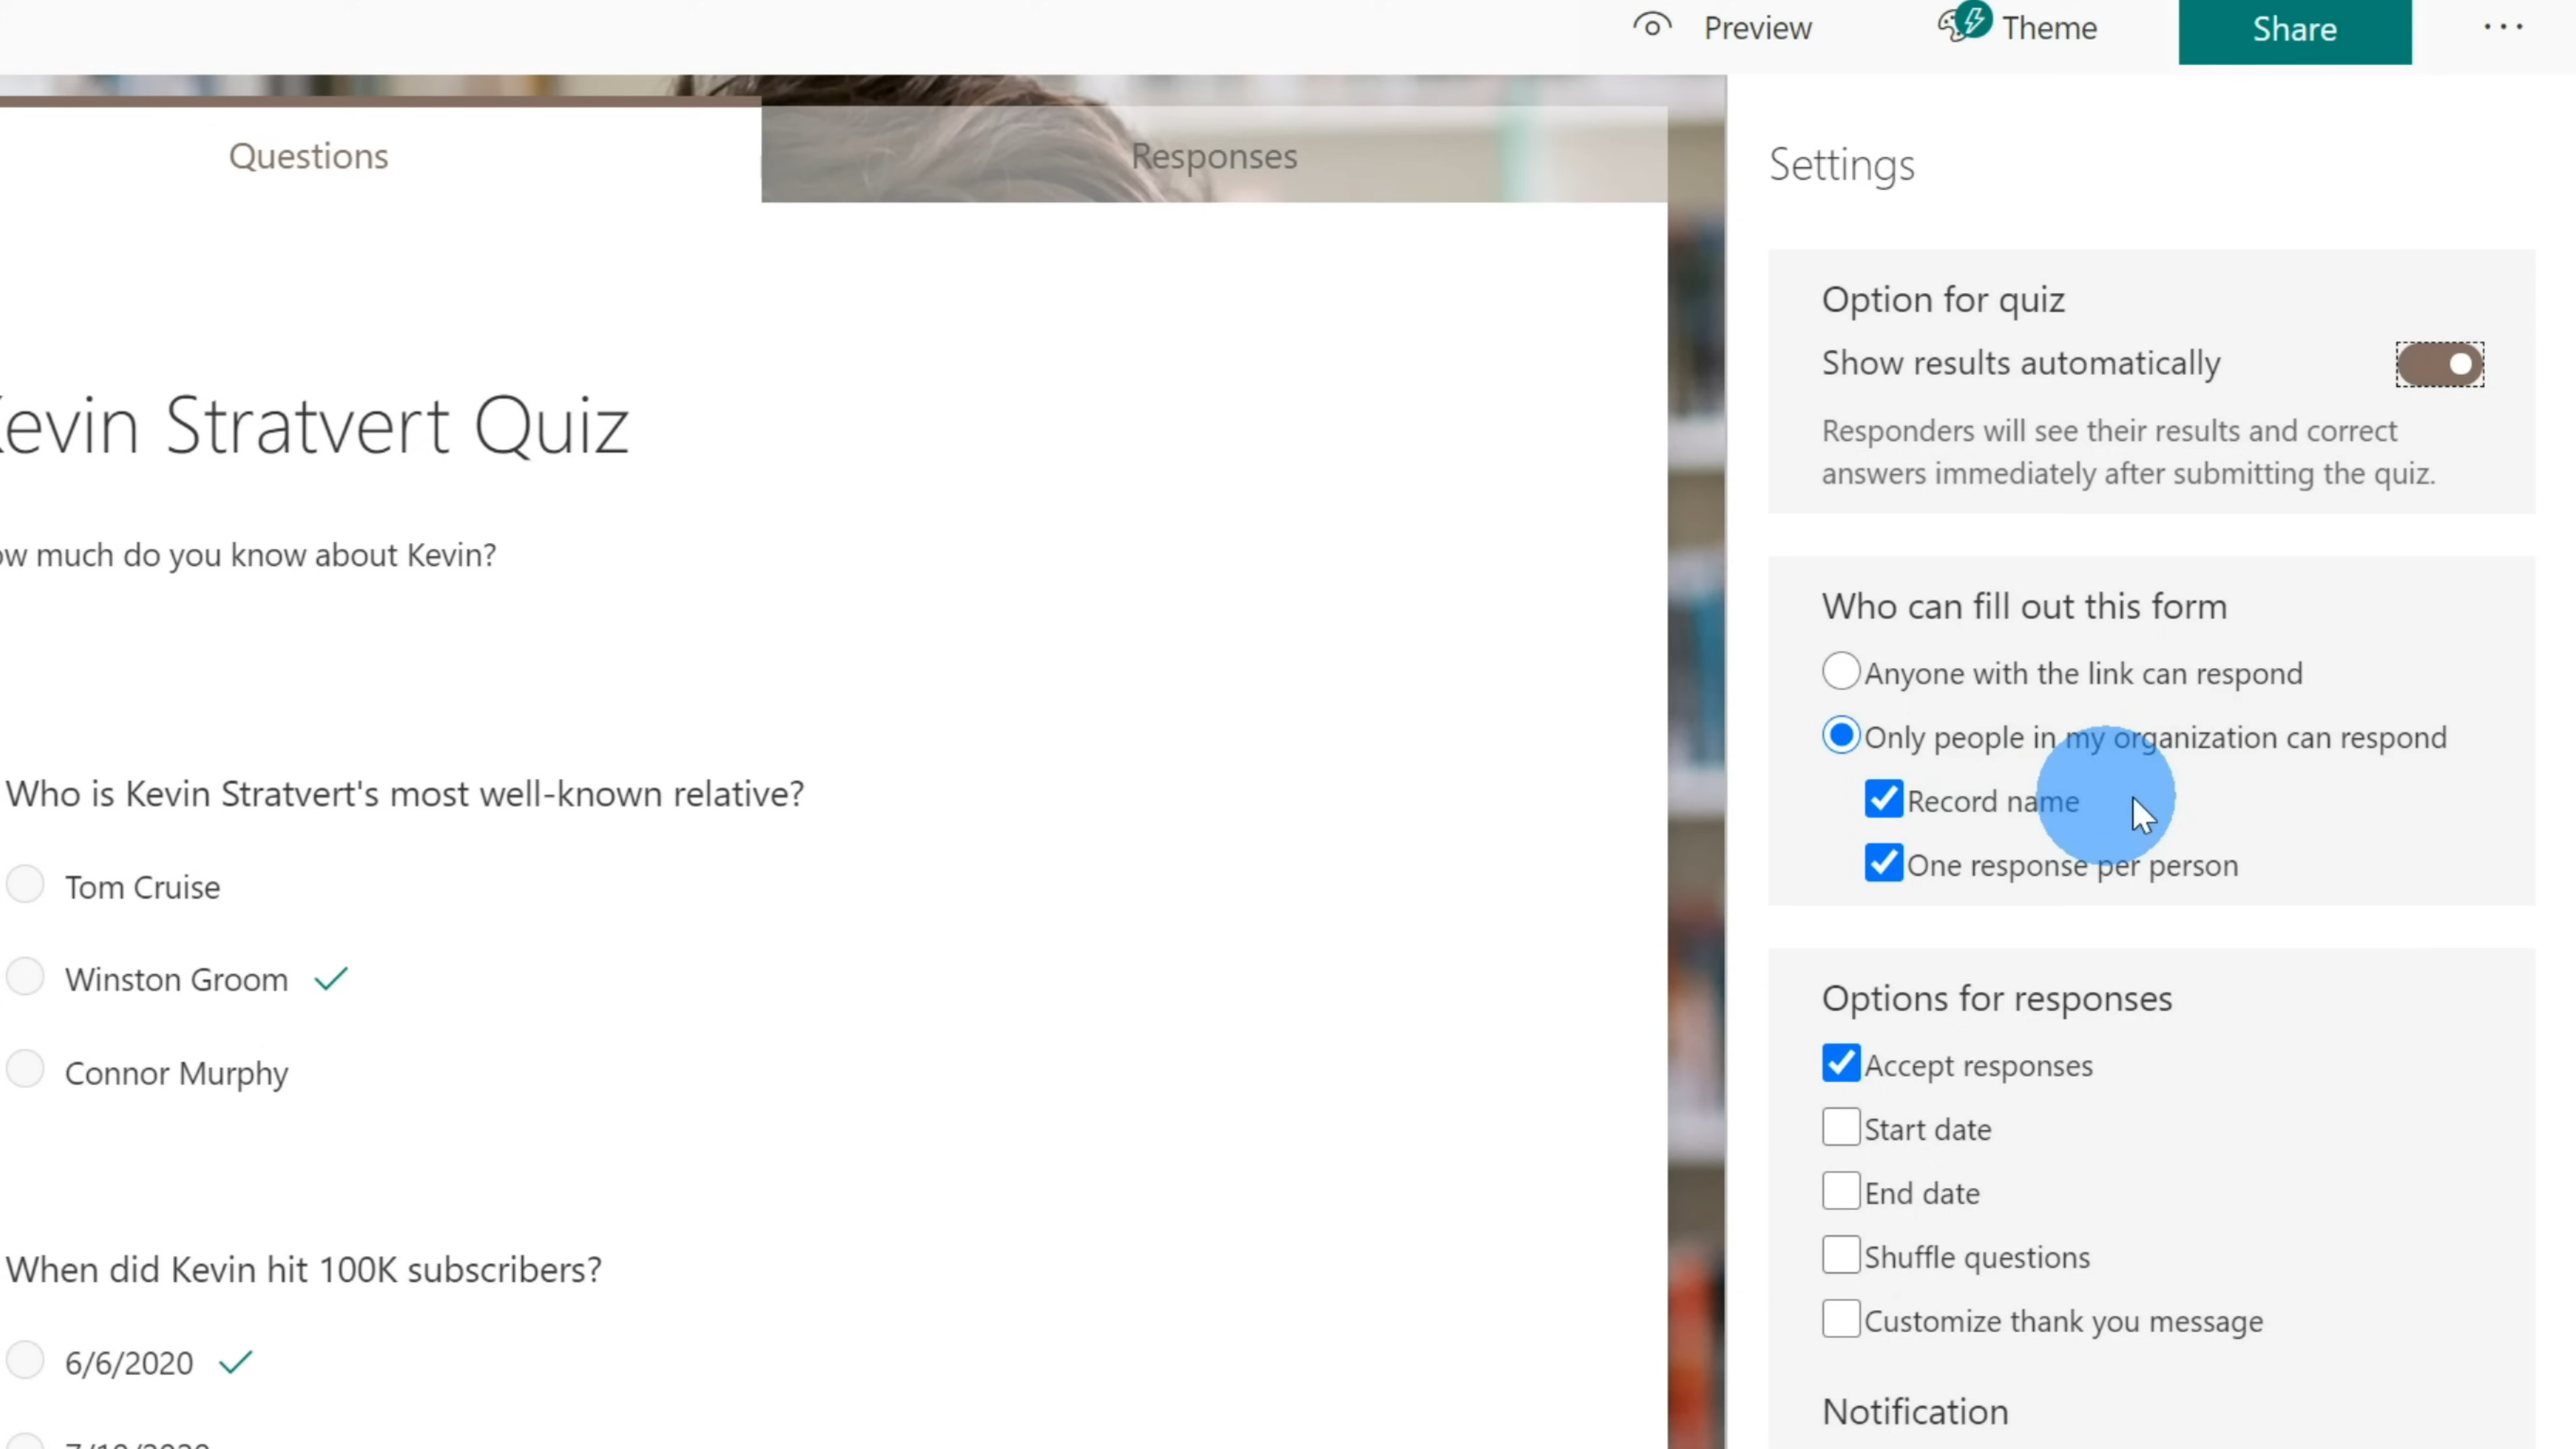 Preview
Theme
Share
Questions
Responses
Settings
Option for quiz
Show results automatically
Responders will see their results and correct
answers immediately after submitting the quiz.
evin Stratvert Quiz
ow much do you know about Kevin?
Who can fill out this form
Anyone with the link can respond
Only people in my organization can respond
Record name
One response per person
Who is Kevin Stratvert's most well-known relative?
Tom Cruise
Winston Groom
Connor Murphy
Options for responses
Accept responses
Start date
End date
Shuffle questions
Customize thank you message
When did Kevin hit 100K subscribers?
6/6/2020
Notification